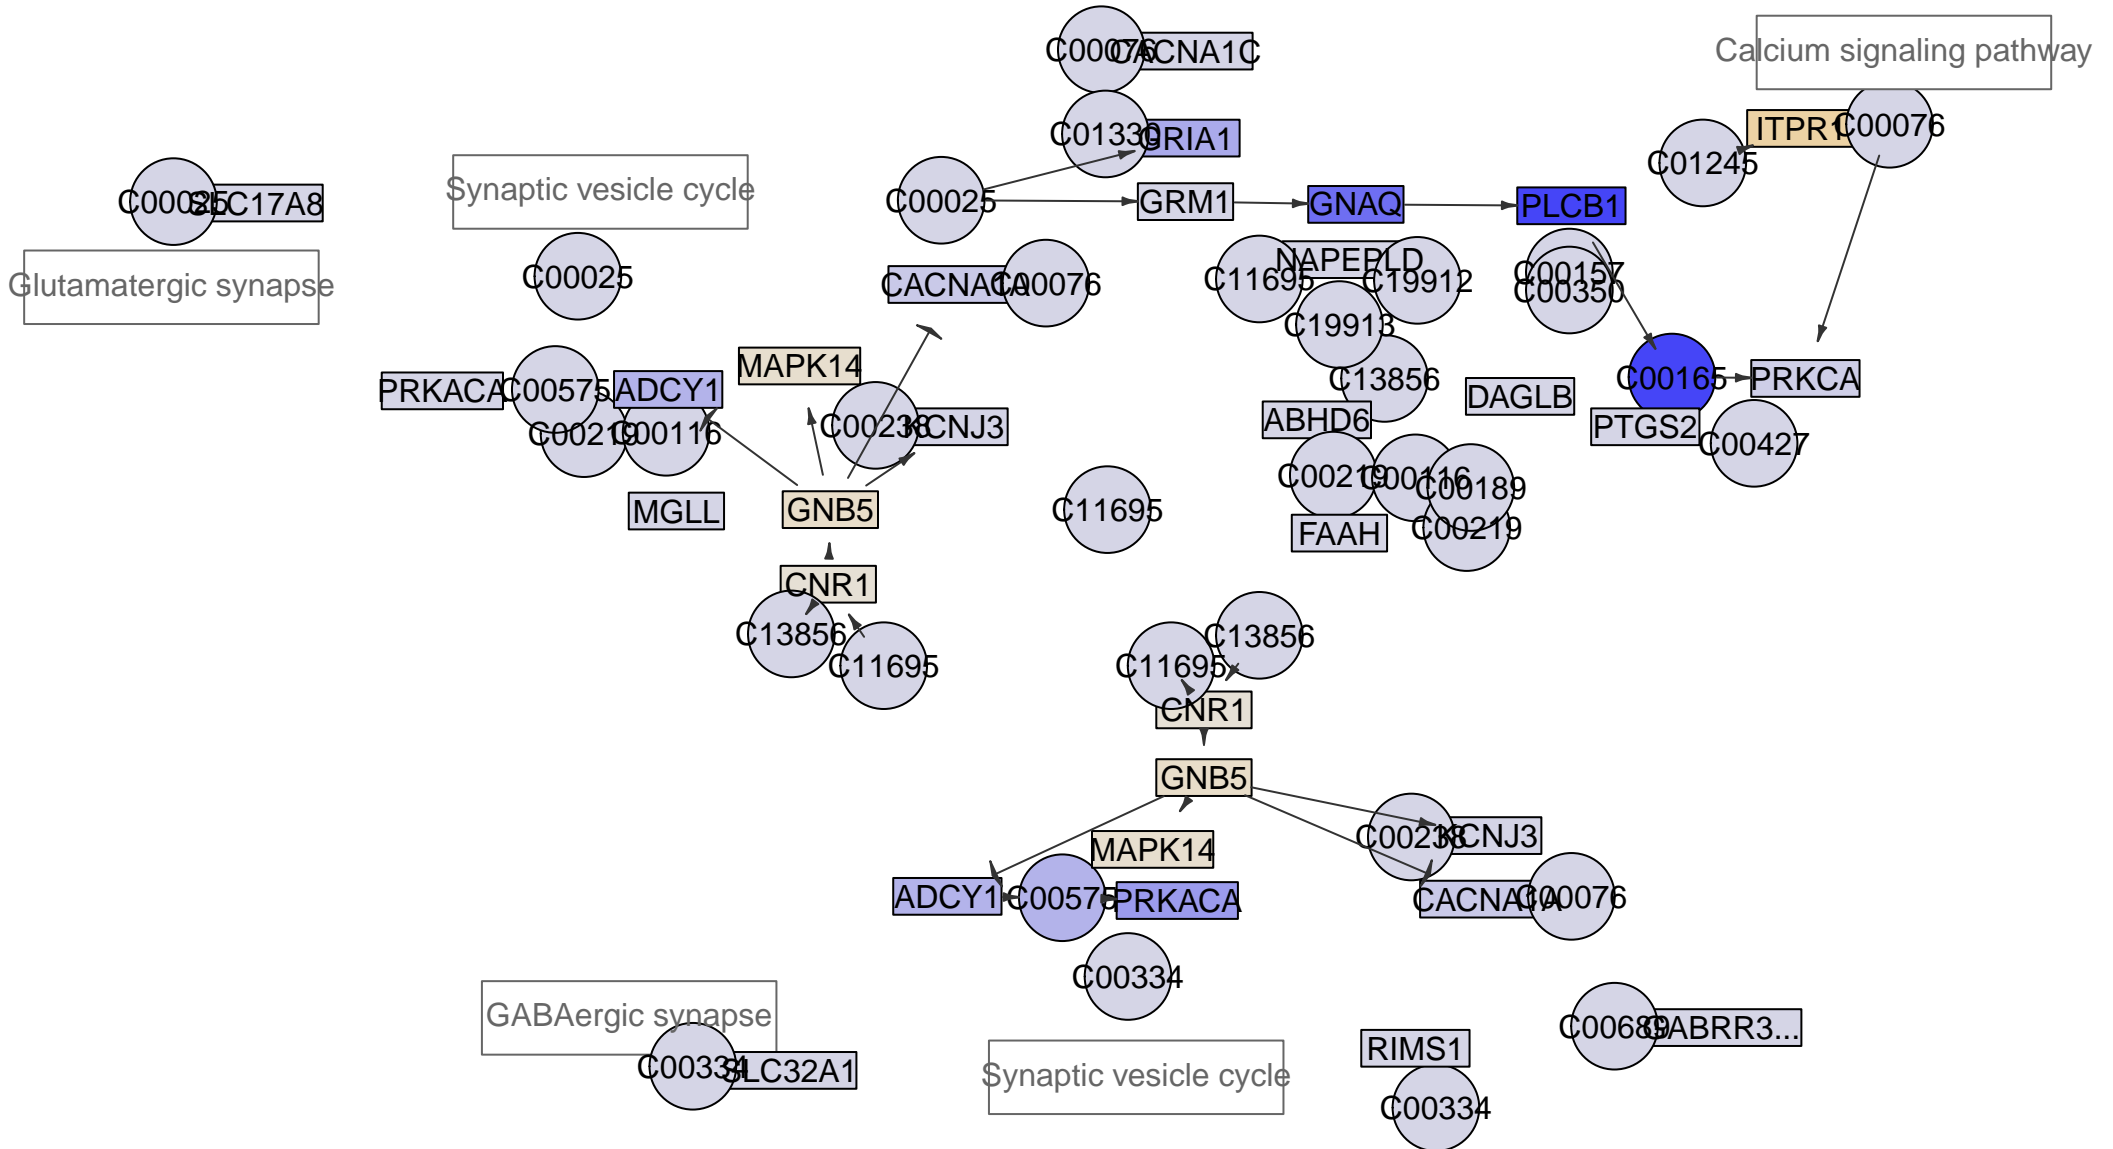 C00076
CACNA1C
Calcium signaling pathway
C01330
GRIA1
ITPR1
C00076
C01245
C00025
SLC17A8
Synaptic vesicle cycle
C00025
GRM1
GNAQ
PLCB1
Glutamatergic synapse
C00025
CACNA1A
C00076
C11695
NAPEPLD
C19912
C00157
C00350
C19913
C13856
PRKACA
C00575
ADCY1
MAPK14
C00165
PRKCA
C00219
C00116
C00238
KCNJ3
ABHD6
DAGLB
PTGS2
C00427
MGLL
GNB5
C11695
C00219
C00116
C00189
FAAH
C00219
CNR1
C13856
C11695
C11695
C13856
CNR1
GNB5
MAPK14
C00238
KCNJ3
ADCY1
C00575
PRKACA
CACNA1A
C00076
C00334
GABAergic synapse
C00334
SLC32A1
Synaptic vesicle cycle
RIMS1
C00334
C00689
GABRR3...